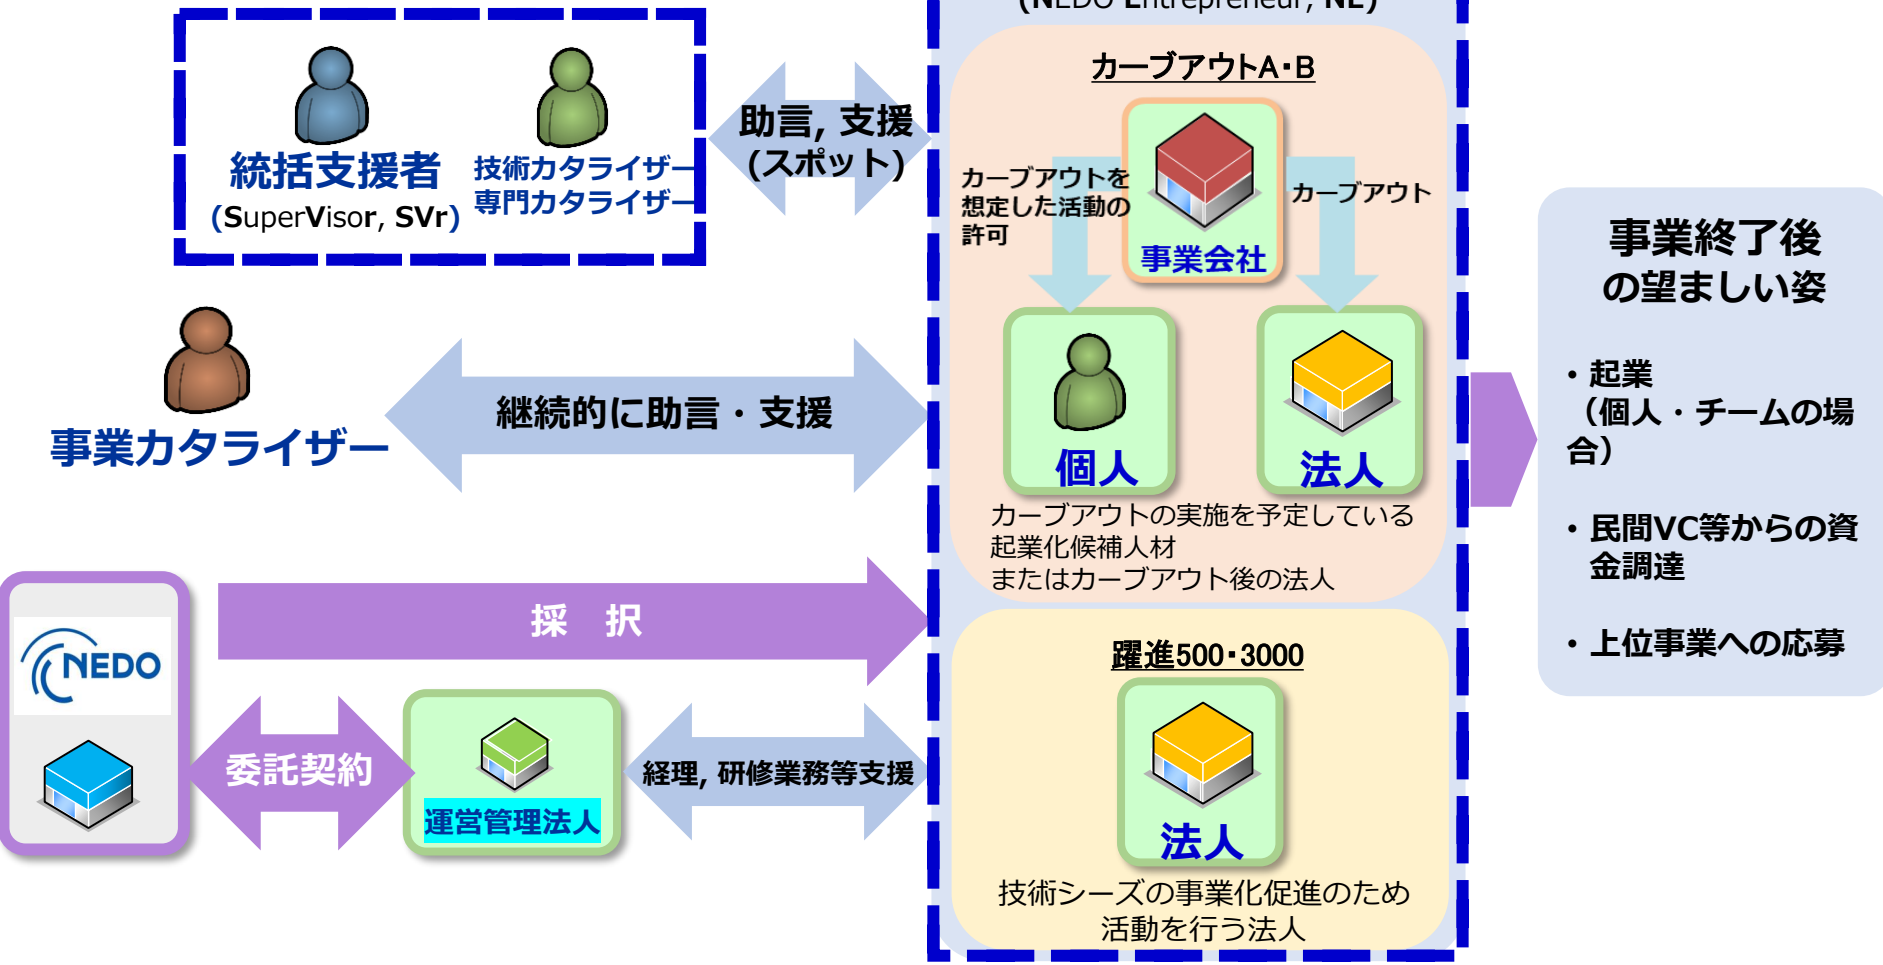 (NEDO Entrepreneur, NE)
統括支援者
(SuperVisor, SVr)
技術カタライザー
専門カタライザー
助言, 支援
(スポット)
カーブアウトA・B
カーブアウトを
想定した活動の
許可
事業会社
カーブアウト
個人
法人
カーブアウトの実施を予定している
起業化候補人材
またはカーブアウト後の法人
事業カタライザー
継続的に助言・支援
採　択
NEDO
委託契約
運営管理法人
経理, 研修業務等支援
躍進500・3000
法人
技術シーズの事業化促進のため
活動を行う法人
事業終了後
の望ましい姿
・起業
（個人・チームの場
合）
・民間VC等からの資
金調達
・上位事業への応募